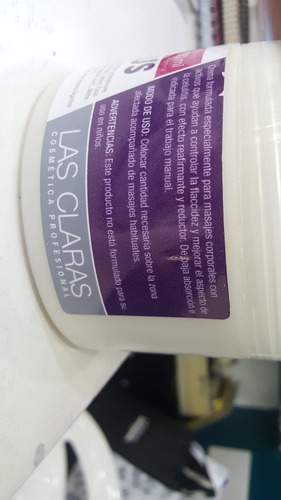 US
Crema formulada especialmente para masajes corporales con
activos que ayudan a controlar la flaccidez y mejorar el aspecto de
la celulitis, con efecto reafirmante y reductor. De baja absorción e
indicada para el trabajo manual.
MODO DE USO: Colocar cantidad necesaria sobre la zona
afectada acompañado de masajes habituales.
ADVERTENCIAS: Este producto no está formulado para su
uso en niños.
LAS CLARAS
COSMÉTICA PROFESIONAL